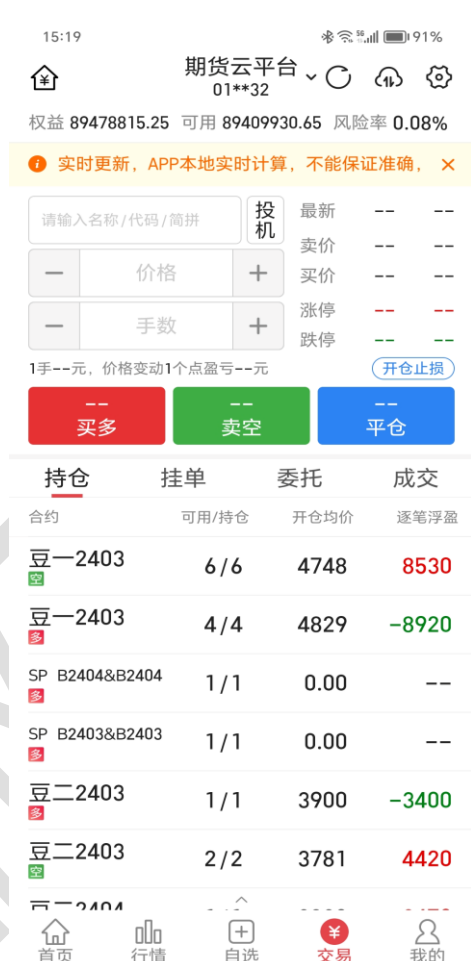 15:19 91%
期货云平台
01**32
权益 89478815.25 可用 89409930.65 风险率 0.08%
实时更新，APP本地实时计算，不能保证准确，
请输入名称/代码/简拼 投机
最新 -- --
卖价 -- --
价格
买价 -- --
涨停 -- --
手数
跌停 -- --
1手--元，价格变动1个点盈亏--元 开仓止损
-- -- --
买多 卖空 平仓
持仓 挂单 委托 成交
合约 可用/持仓 开仓均价 逐笔浮盈
豆一2403 6/6 4748 8530
空
豆一2403 4/4 4829 -8920
多
SP B2404&B2404 1/1 0.00 --
多
SP B2403&B2403 1/1 0.00 --
多
豆二2403 1/1 3900 -3400
多
豆二2403 2/2 3781 4420
空
豆二2404
首页 行情 自选 交易 我的